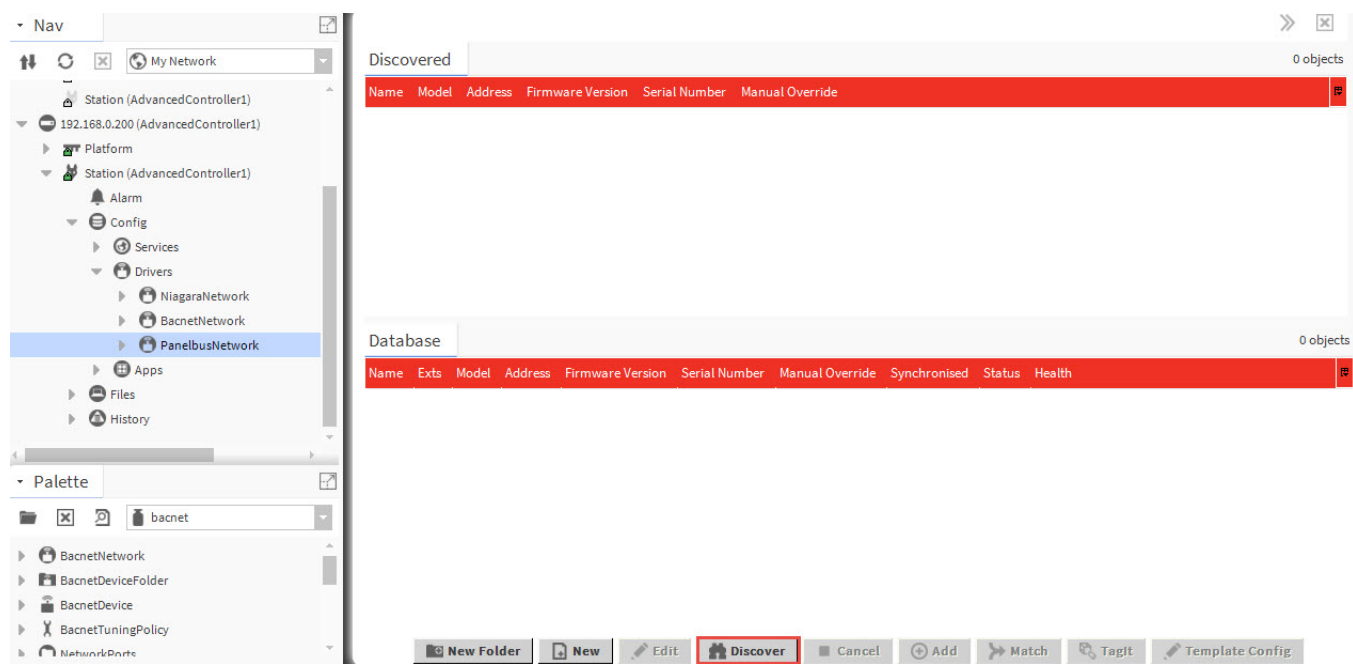 Nav
My Network
Station (AdvancedController1)
192.168.0.200 (AdvancedController1)
Platform
Station (AdvancedController1)
Alarm
Config
Services
Drivers
NiagaraNetwork
BacnetNetwork
PanelbusNetwork
Apps
Files
History
Palette
bacnet
BacnetNetwork
BacnetDeviceFolder
BacnetDevice
BacnetTuningPolicy
NetworkPorts
Discovered 0 objects
Name Model Address Firmware Version Serial Number Manual Override
Database 0 objects
Name Exts Model Address Firmware Version Serial Number Manual Override Synchronised Status Health
New Folder New Edit Discover Cancel Add Match TagIt Template Config